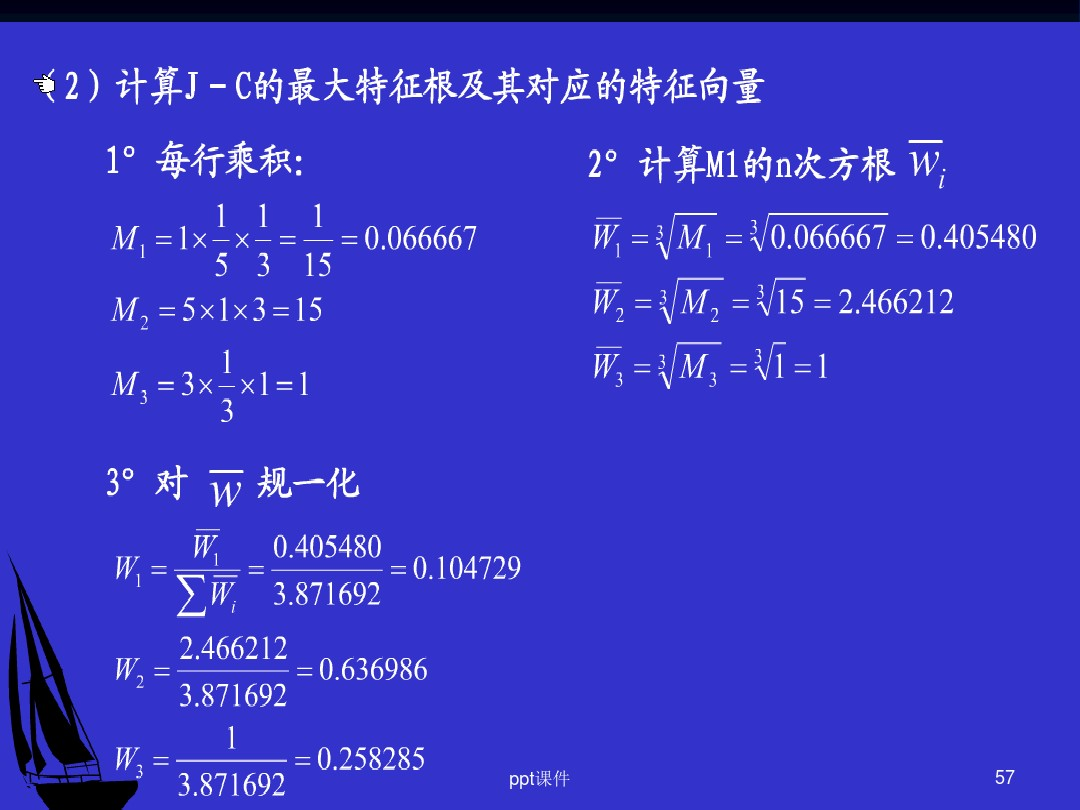 (2)计算J-C的最大特征根及其对应的特征向量
1° 每行乘积:
M₁ = 1 × 1/5 × 1/3 = 1/15 = 0.066667
M₂ = 5×1×3 = 15
M₃ = 3 × 1/3 × 1 = 1
2° 计算M1的n次方根 W̅ᵢ
W̅₁ = ∛M₁ = ∛0.066667 = 0.405480
W̅₂ = ∛M₂ = ∛15 = 2.466212
W̅₃ = ∛M₃ = ∛1 = 1
3° 对 W̅ 规一化
W₁ = W̅₁/∑W̅ᵢ = 0.405480/3.871692 = 0.104729
W₂ = 2.466212/3.871692 = 0.636986
W₃ = 1/3.871692 = 0.258285
ppt课件
57